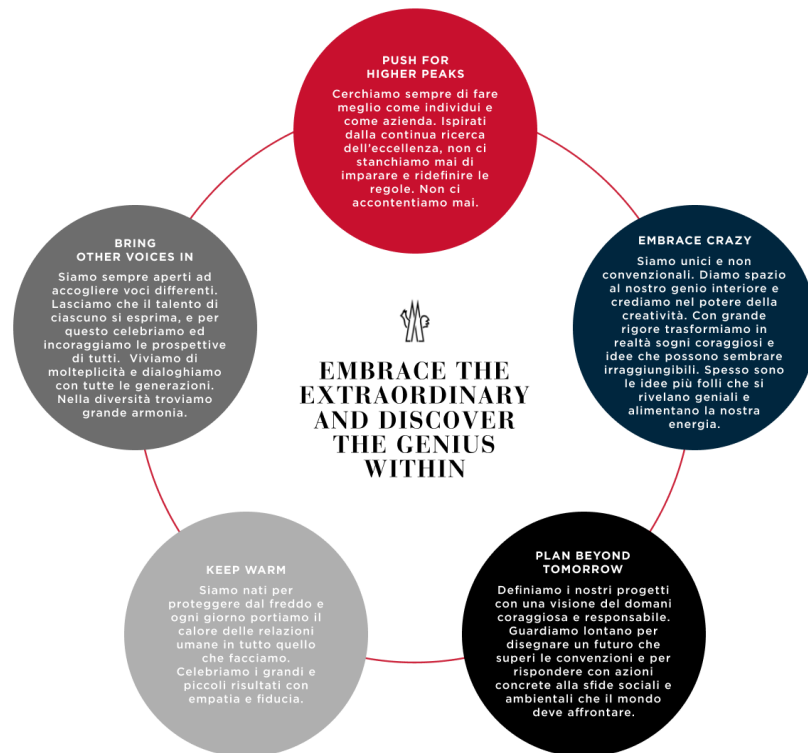 PUSH FOR
HIGHER PEAKS
Cerchiamo sempre di fare
meglio come individui e
come azienda. Ispirati
dalla continua ricerca
dell'eccellenza, non ci
stanchiamo mai di
imparare e ridefinire le
regole. Non ci
accontentiamo mai.
EMBRACE CRAZY
Siamo unici e non
convenzionali. Diamo spazio
al nostro genio interiore e
crediamo nel potere della
creatività. Con grande
rigore trasformiamo in
realtà sogni coraggiosi e
idee che possono sembrare
irraggiungibili. Spesso sono
le idee più folli che si
rivelano geniali e
alimentano la nostra
energia.
PLAN BEYOND
TOMORROW
Definiamo i nostri progetti
con una visione del domani
coraggiosa e responsabile.
Guardiamo lontano per
disegnare un futuro che
superi le convenzioni e per
rispondere con azioni
concrete alla sfide sociali e
ambientali che il mondo
deve affrontare.
KEEP WARM
Siamo nati per
proteggere dal freddo e
ogni giorno portiamo il
calore delle relazioni
umane in tutto quello
che facciamo.
Celebriamo i grandi e
piccoli risultati con
empatia e fiducia.
BRING
OTHER VOICES IN
Siamo sempre aperti ad
accogliere voci differenti.
Lasciamo che il talento di
ciascuno si esprima, e per
questo celebriamo ed
incoraggiamo le prospettive
di tutti. Viviamo di
molteplicità e dialoghiamo
con tutte le generazioni.
Nella diversità troviamo
grande armonia.
EMBRACE THE
EXTRAORDINARY
AND DISCOVER
THE GENIUS
WITHIN